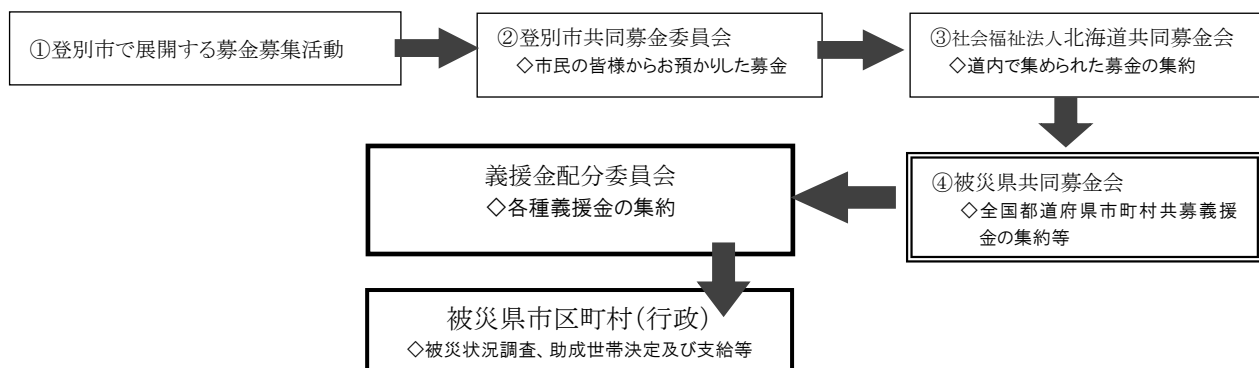 ①登別市で展開する募金募集活動
②登別市共同募金委員会
◇市民の皆様からお預かりした募金
③社会福祉法人北海道共同募金会
◇道内で集められた募金の集約
④被災県共同募金会
◇全国都道府県市町村共募義援
金の集約等
義援金配分委員会
◇各種義援金の集約
被災県市区町村(行政)
◇被災状況調査、助成世帯決定及び支給等